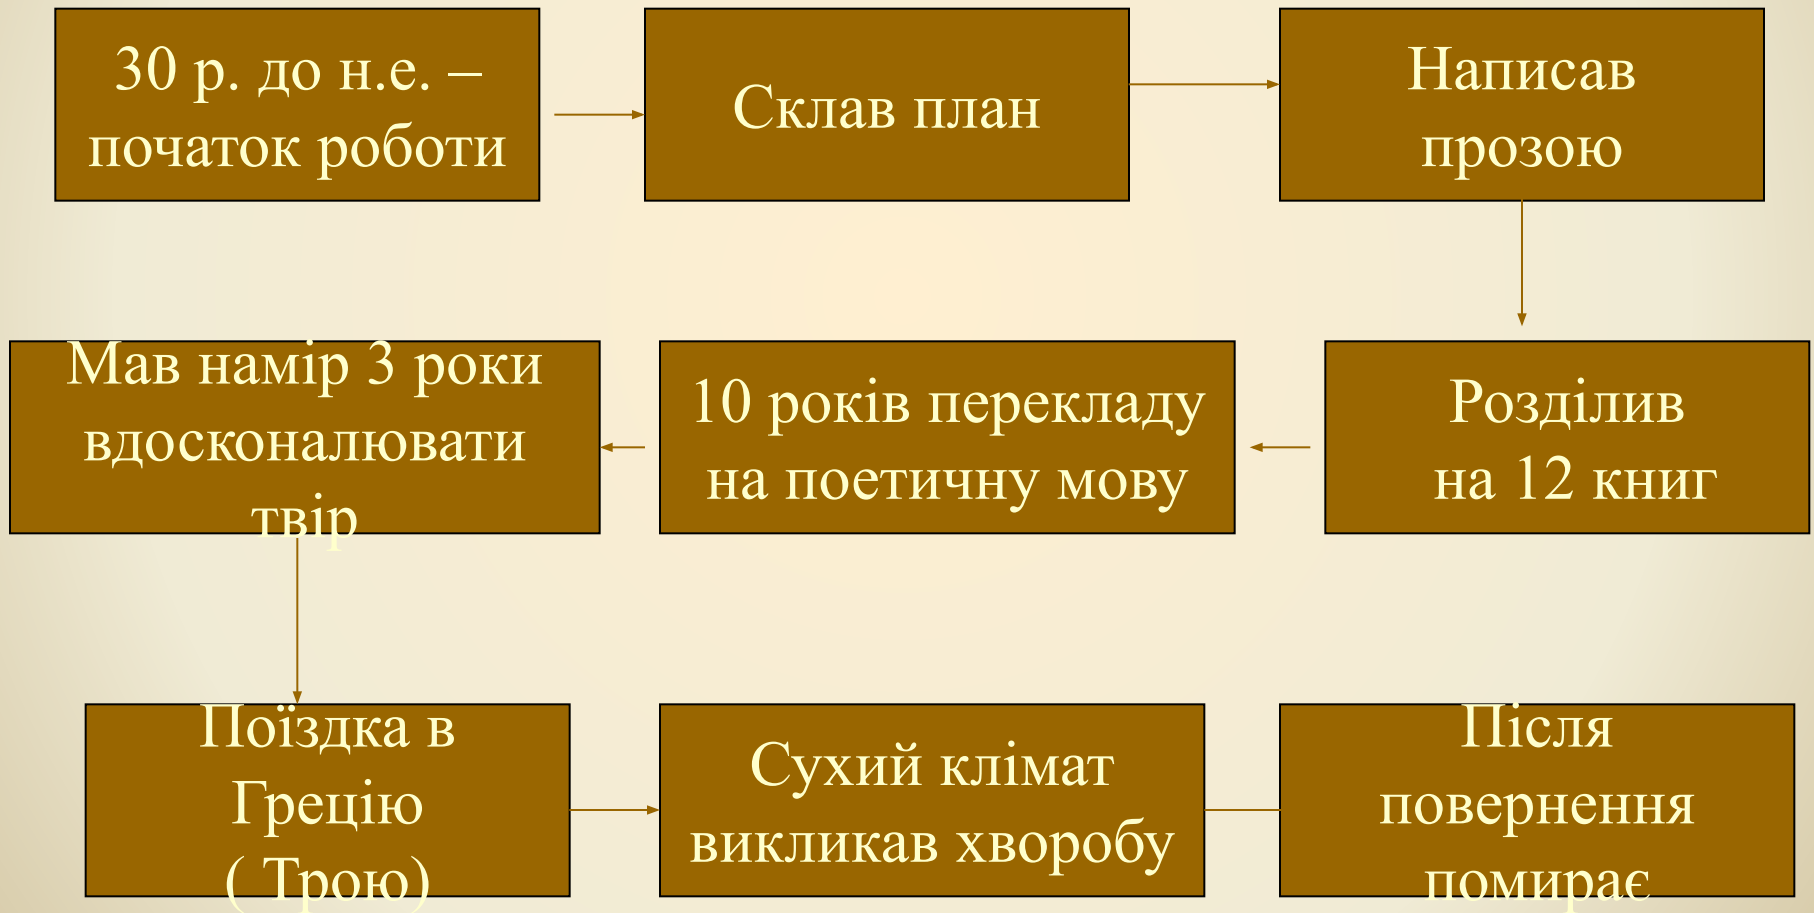 30 р. до н.е. –
початок роботи
Склав план
Написав
прозою
Розділив
на 12 книг
10 років перекладу
на поетичну мову
Мав намір 3 роки
вдосконалювати
твір
Поїздка в
Грецію
( Трою)
Сухий клімат
викликав хворобу
Після
повернення
помирає